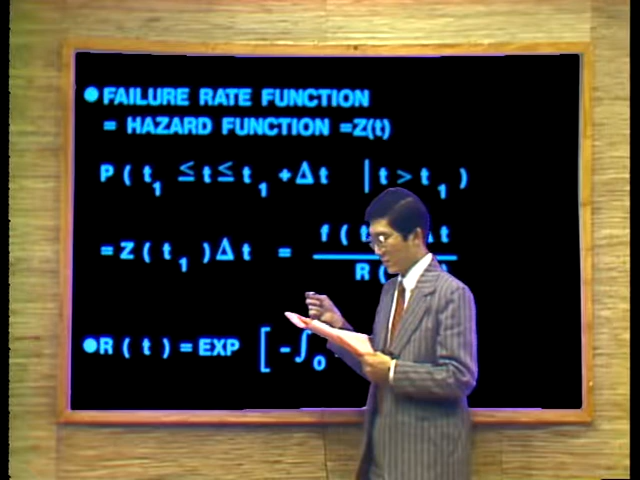 ● FAILURE RATE FUNCTION
= HAZARD FUNCTION =Z(t)
P ( t₁ ≤ t ≤ t₁ + Δt | t > t₁ )
= Z ( t₁ ) Δt = f ( t t
R (
● R ( t ) = EXP [ - ∫₀